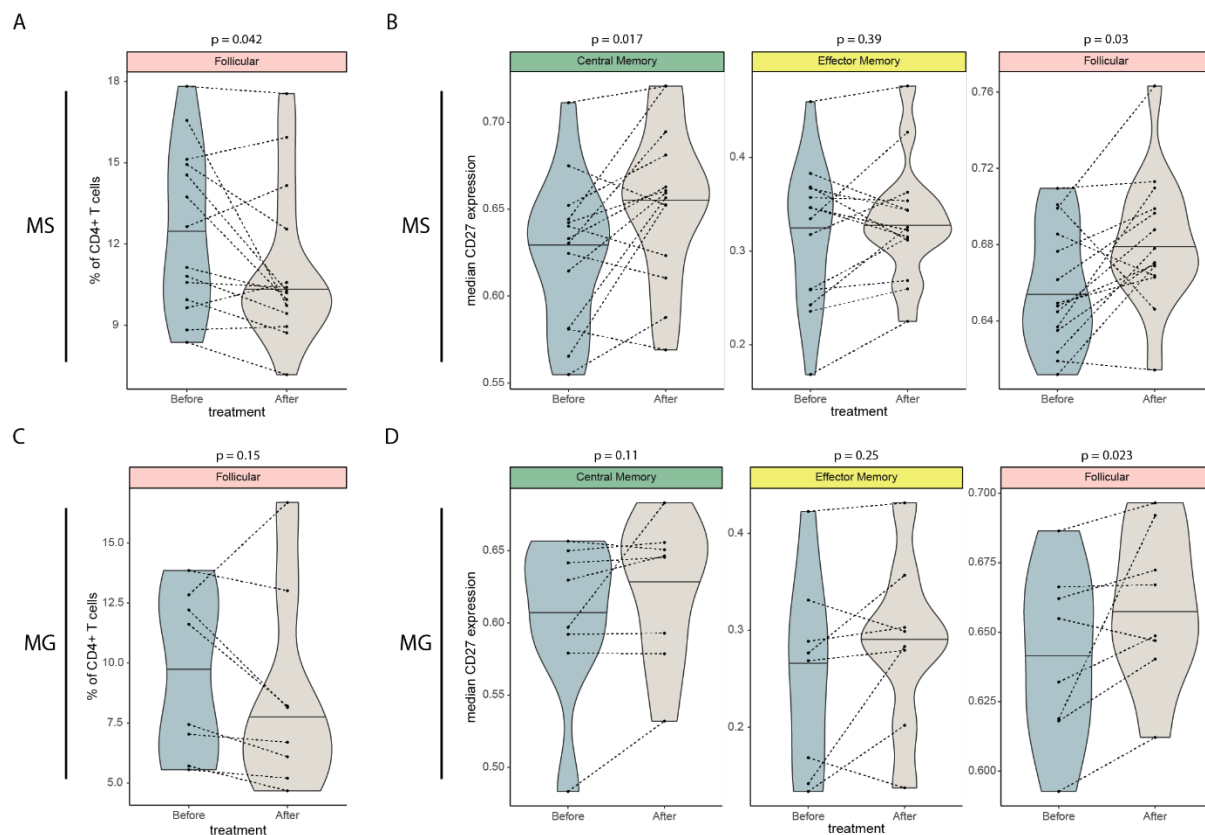 A
B
p = 0.042
p = 0.017
p = 0.39
p = 0.03
Follicular
Central Memory
Effector Memory
Follicular
MS
% of CD4+ T cells
18
15
12
9
Before
After
treatment
MS
median CD27 expression
0.70
0.65
0.60
0.55
Before
After
treatment
0.4
0.3
0.2
Before
After
treatment
0.76
0.72
0.68
0.64
Before
After
treatment
C
D
p = 0.15
p = 0.11
p = 0.25
p = 0.023
Follicular
Central Memory
Effector Memory
Follicular
MG
% of CD4+ T cells
15.0
12.5
10.0
7.5
5.0
Before
After
treatment
MG
median CD27 expression
0.65
0.60
0.55
0.50
Before
After
treatment
0.4
0.3
0.2
Before
After
treatment
0.700
0.675
0.650
0.625
0.600
Before
After
treatment